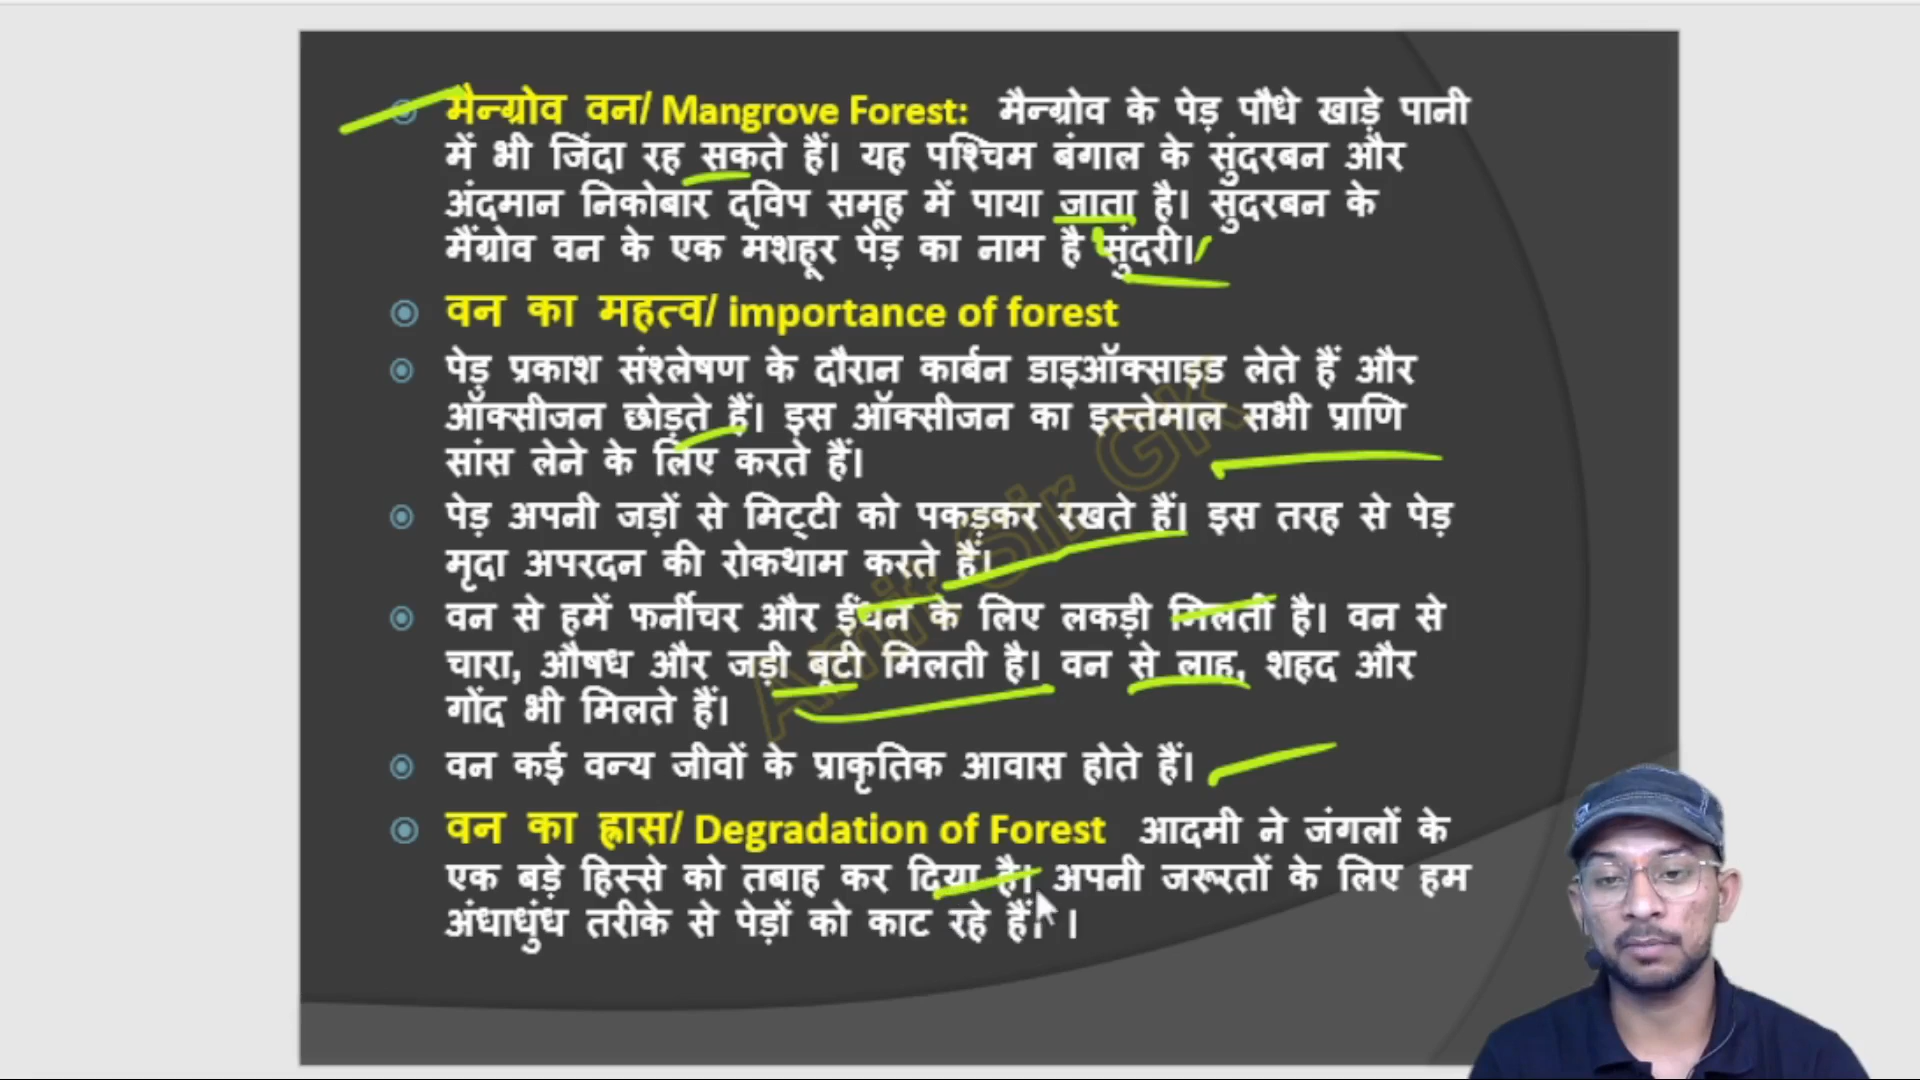 मैन्ग्रोव वन/ Mangrove Forest: मैन्ग्रोव के पेड़ पौधे खाड़े पानी
में भी जिंदा रह सकते हैं। यह पश्चिम बंगाल के सुंदरबन और
अंदमान निकोबार द्विप समूह में पाया जाता है। सुंदरबन के
मैंग्रोव वन के एक मशहूर पेड़ का नाम है सुंदरी।
वन का महत्व/ importance of forest
पेड़ प्रकाश संश्लेषण के दौरान कार्बन डाइऑक्साइड लेते हैं और
ऑक्सीजन छोड़ते हैं। इस ऑक्सीजन का इस्तेमाल सभी प्राणि
सांस लेने के लिए करते हैं।
पेड़ अपनी जड़ों से मिट्टी को पकड़कर रखते हैं। इस तरह से पेड़
मृदा अपरदन की रोकथाम करते हैं।
वन से हमें फर्नीचर और ईंधन के लिए लकड़ी मिलती है। वन से
चारा, औषध और जड़ी बूटी मिलती है। वन से लाह, शहद और
गोंद भी मिलते हैं।
वन कई वन्य जीवों के प्राकृतिक आवास होते हैं।
वन का ह्रास/ Degradation of Forest आदमी ने जंगलों के
एक बड़े हिस्से को तबाह कर दिया है। अपनी जरूरतों के लिए हम
अंधाधुंध तरीके से पेड़ों को काट रहे हैं। ।
Amit Sir GK